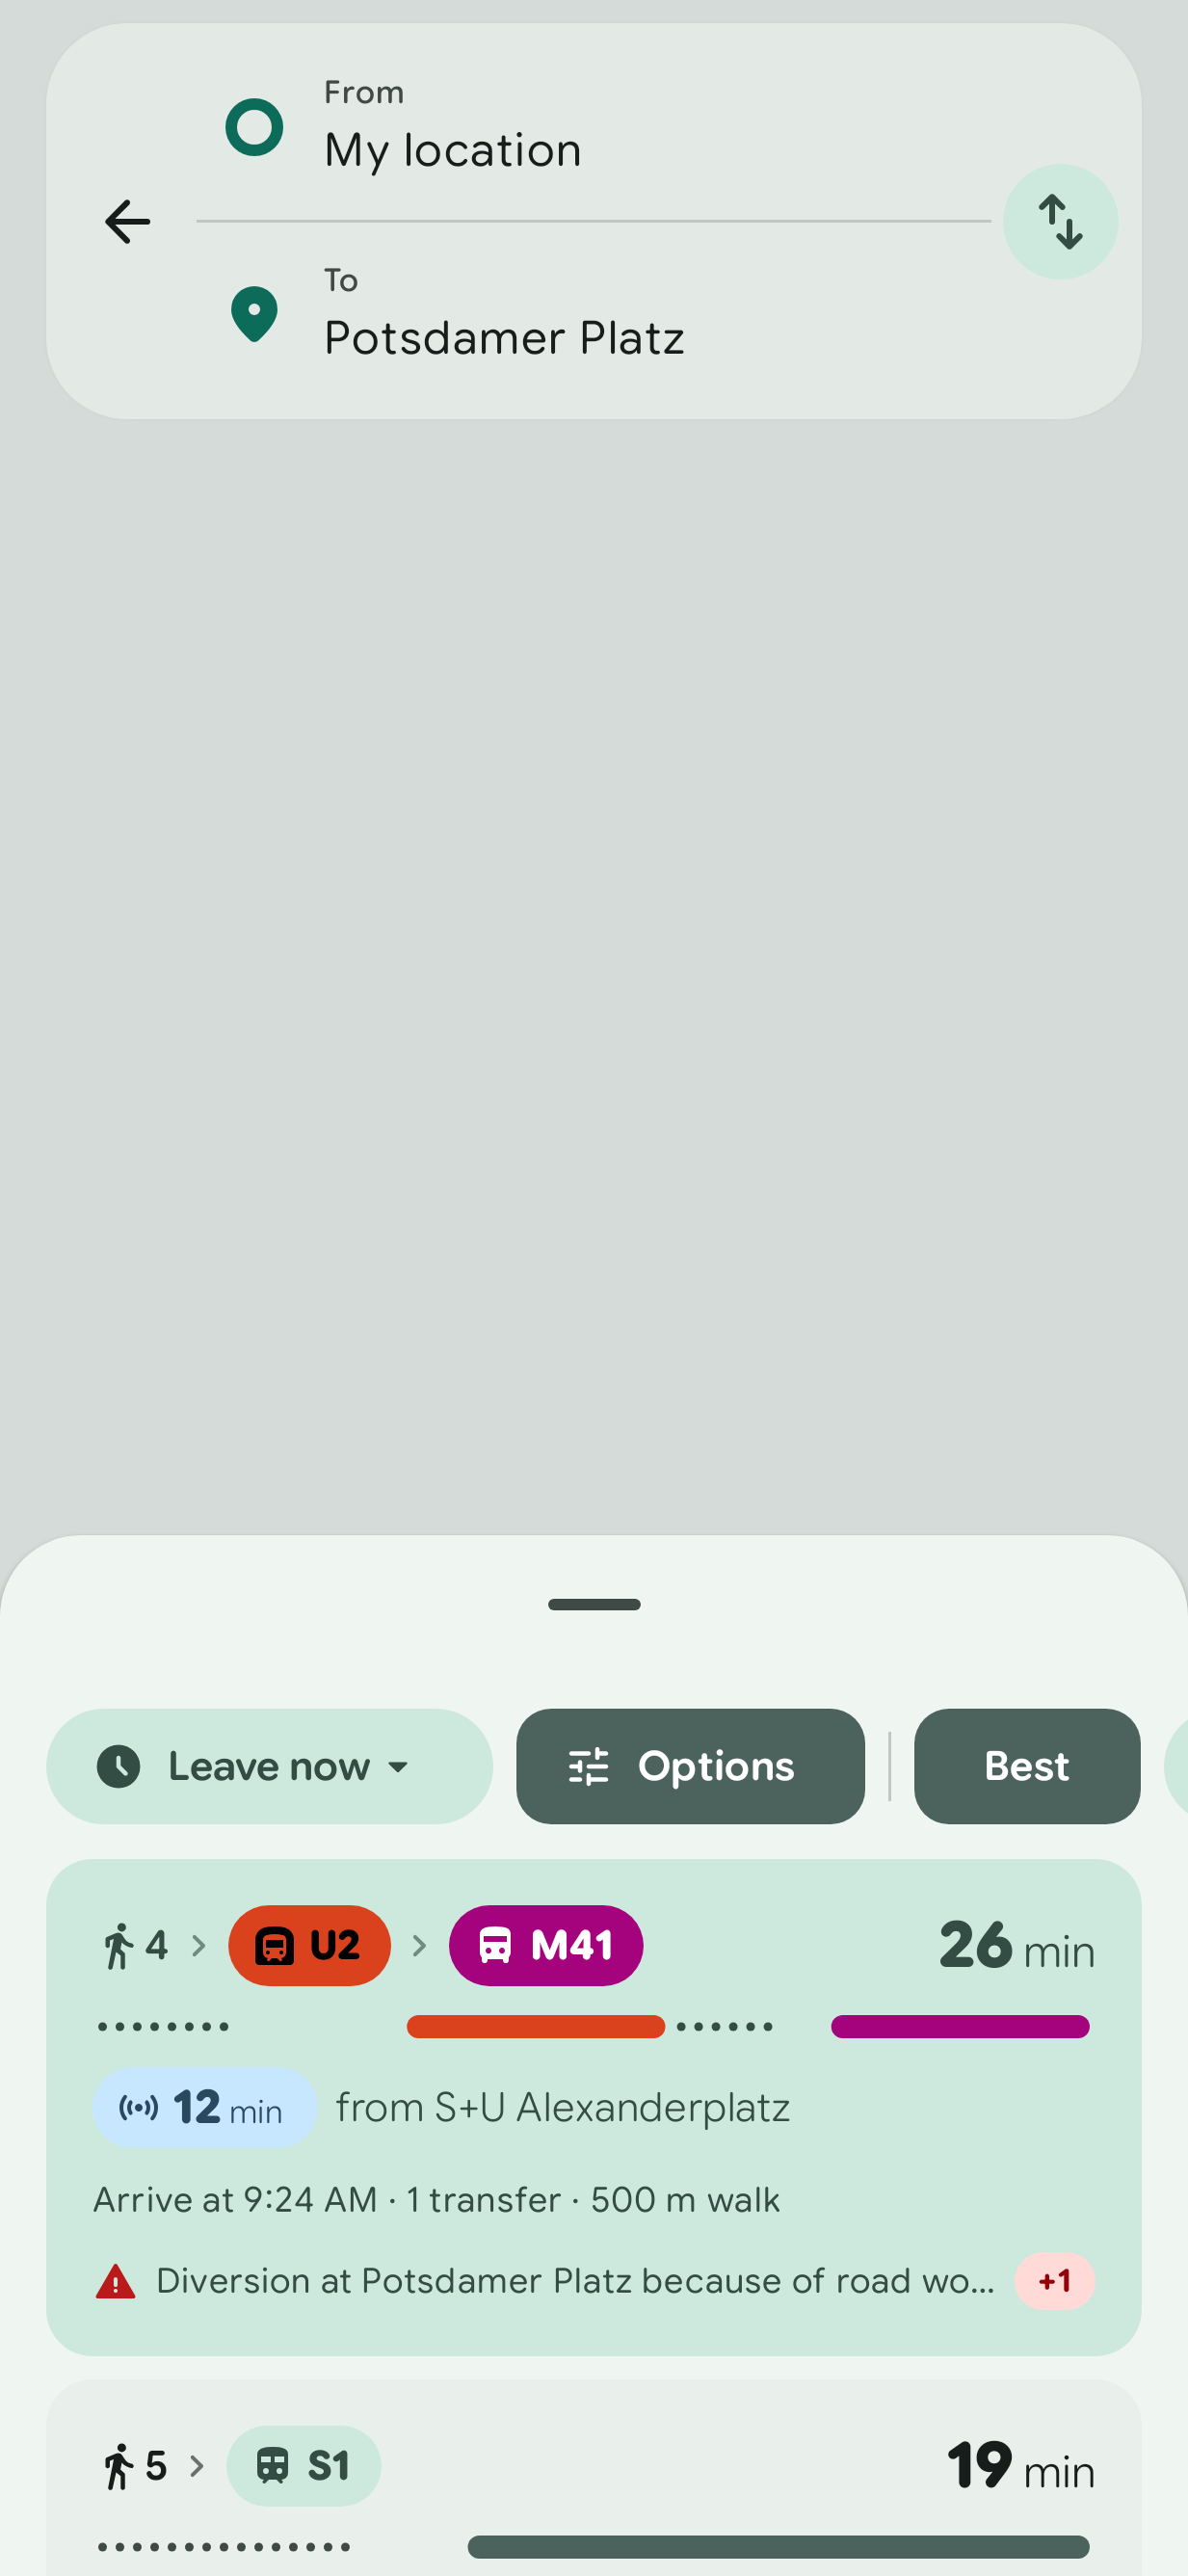 From
My location
To
Potsdamer Platz
Leave now
Options
Best
4 U2 M41 26 min
12 min from S+U Alexanderplatz
Arrive at 9:24 AM · 1 transfer · 500 m walk
Diversion at Potsdamer Platz because of road wo... +1
5 S1 19 min